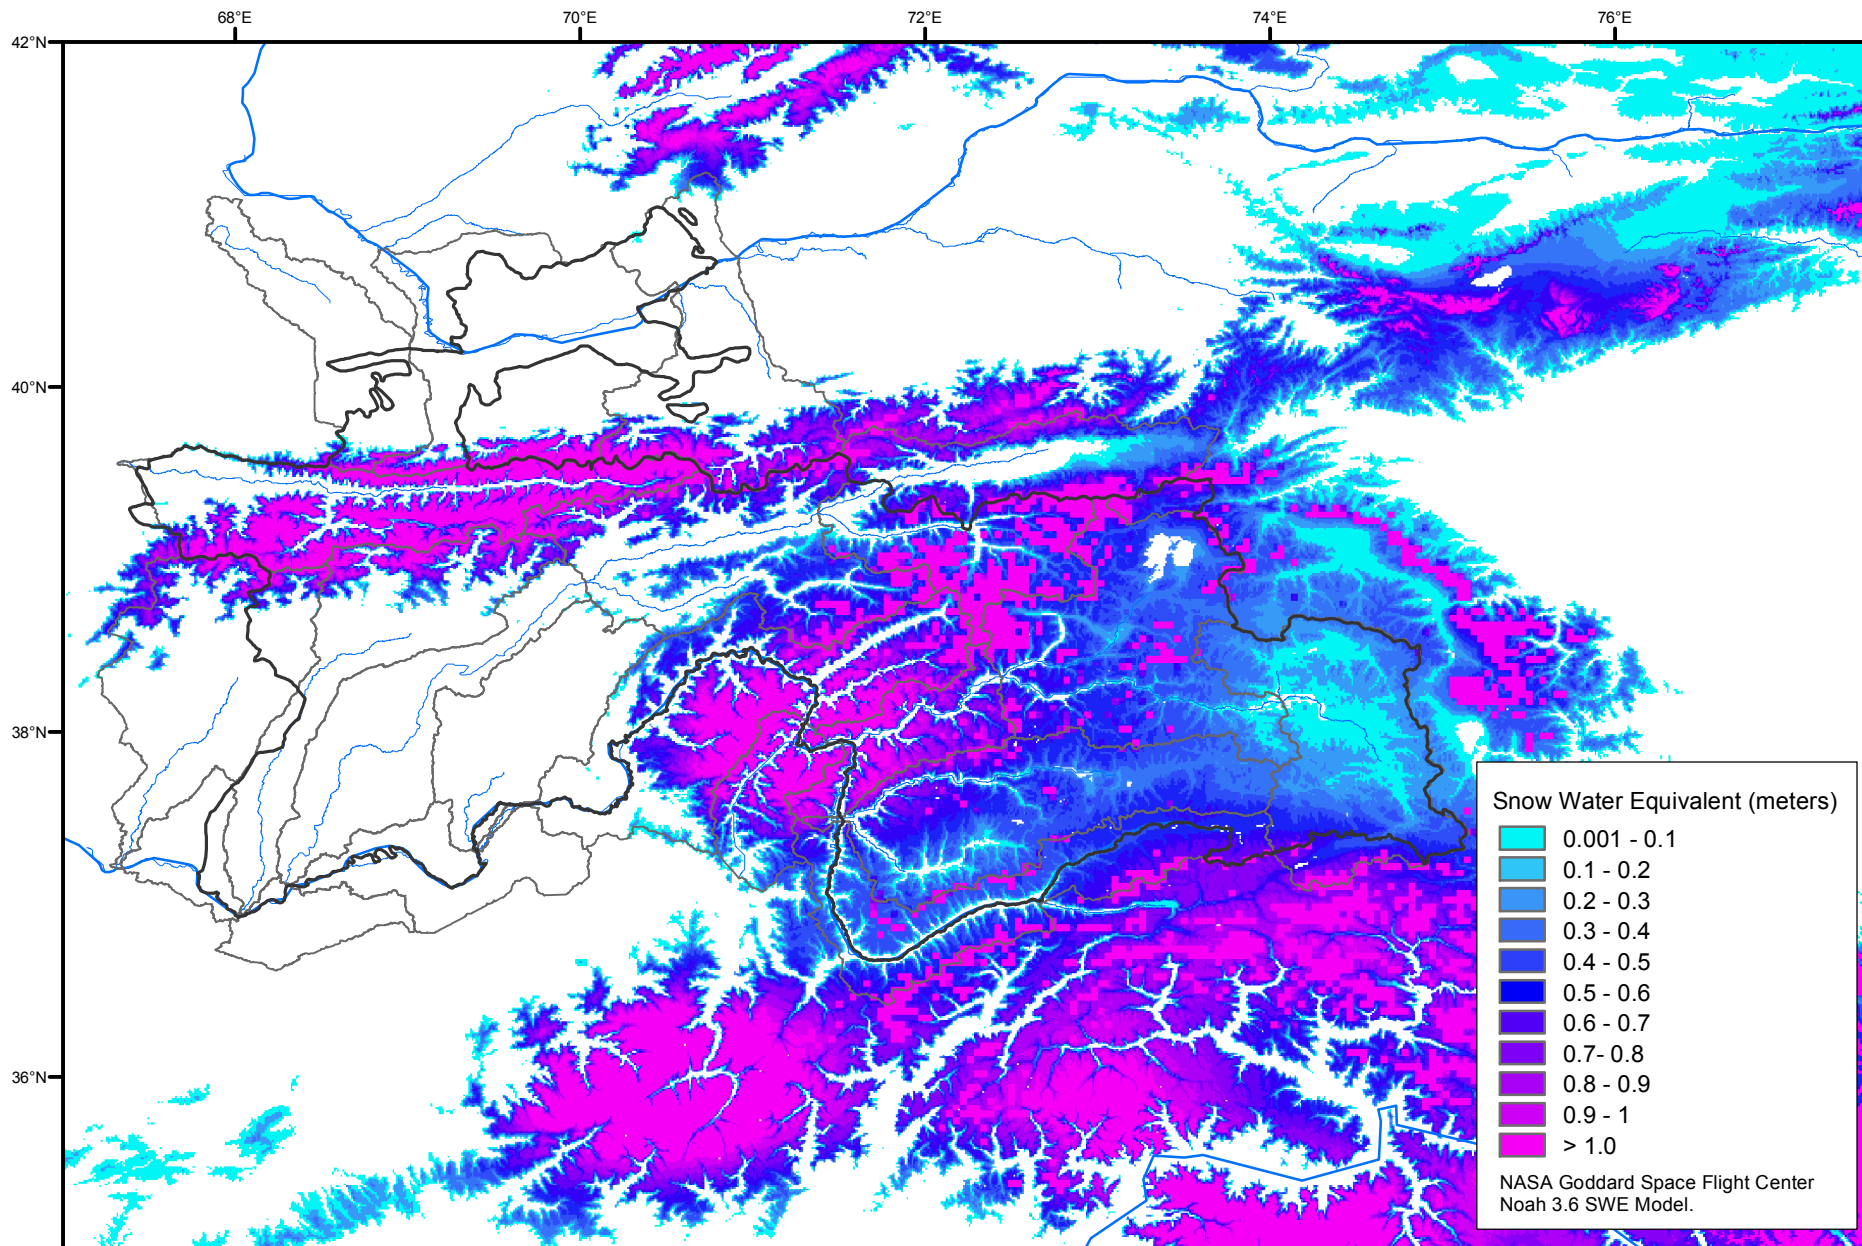 68°E
70°E
72°E
74°E
76°E
42°N
40°N
38°N
36°N
Snow Water Equivalent (meters)
0.001 - 0.1
0.1 - 0.2
0.2 - 0.3
0.3 - 0.4
0.4 - 0.5
0.5 - 0.6
0.6 - 0.7
0.7- 0.8
0.8 - 0.9
0.9 - 1
> 1.0
NASA Goddard Space Flight Center
Noah 3.6 SWE Model.